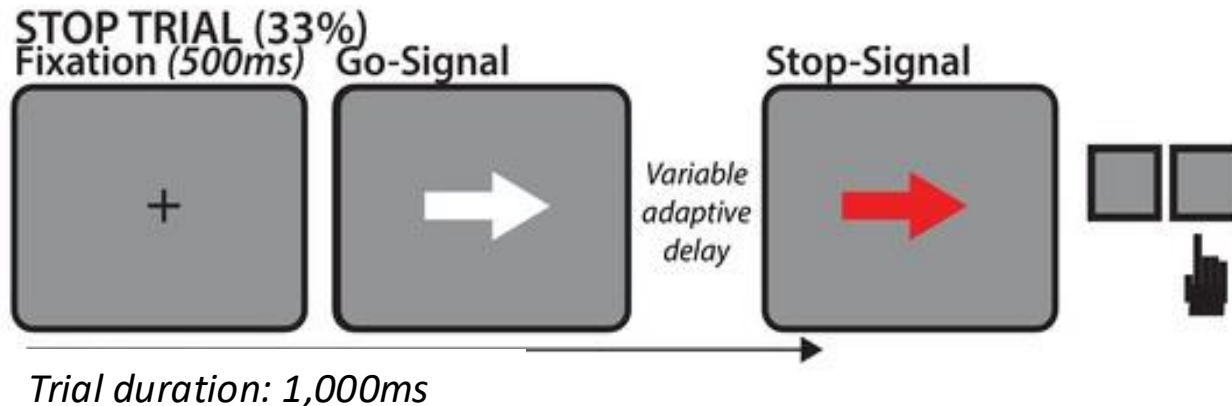 STOP TRIAL (33%)
Fixation (500ms) Go-Signal Stop-Signal
+
Variable
adaptive
delay
Trial duration: 1,000ms